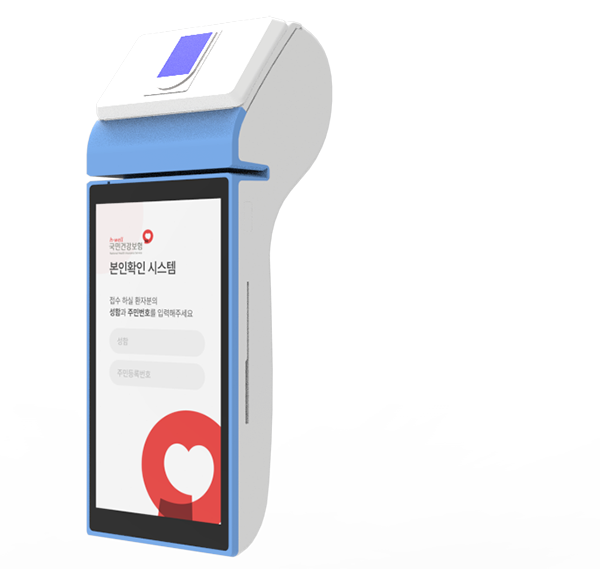 h-well
국민건강보험
본인확인 시스템
접수 하실 환자분의
성함과 주민번호를 입력해주세요
성함
주민등록번호